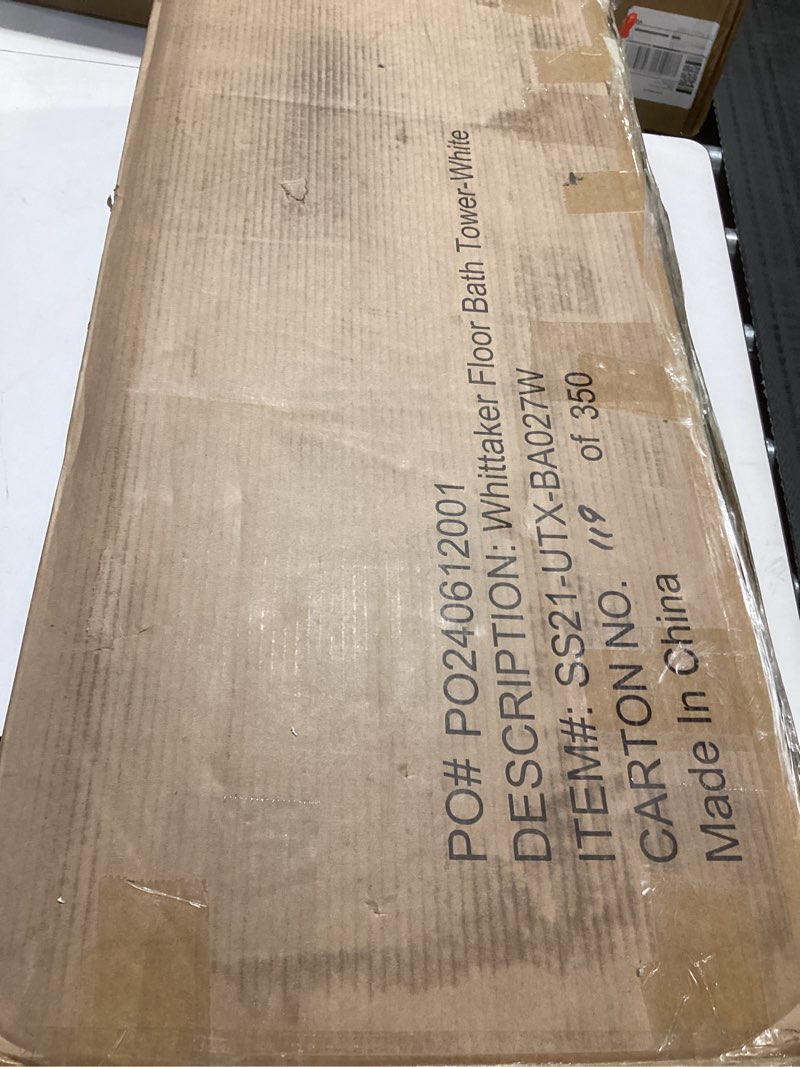 PO# PO240612001
DESCRIPTION: Whittaker Floor Bath Tower-White
ITEM#: SS21-UTX-BA027W
CARTON NO. 119 of 350
Made In China